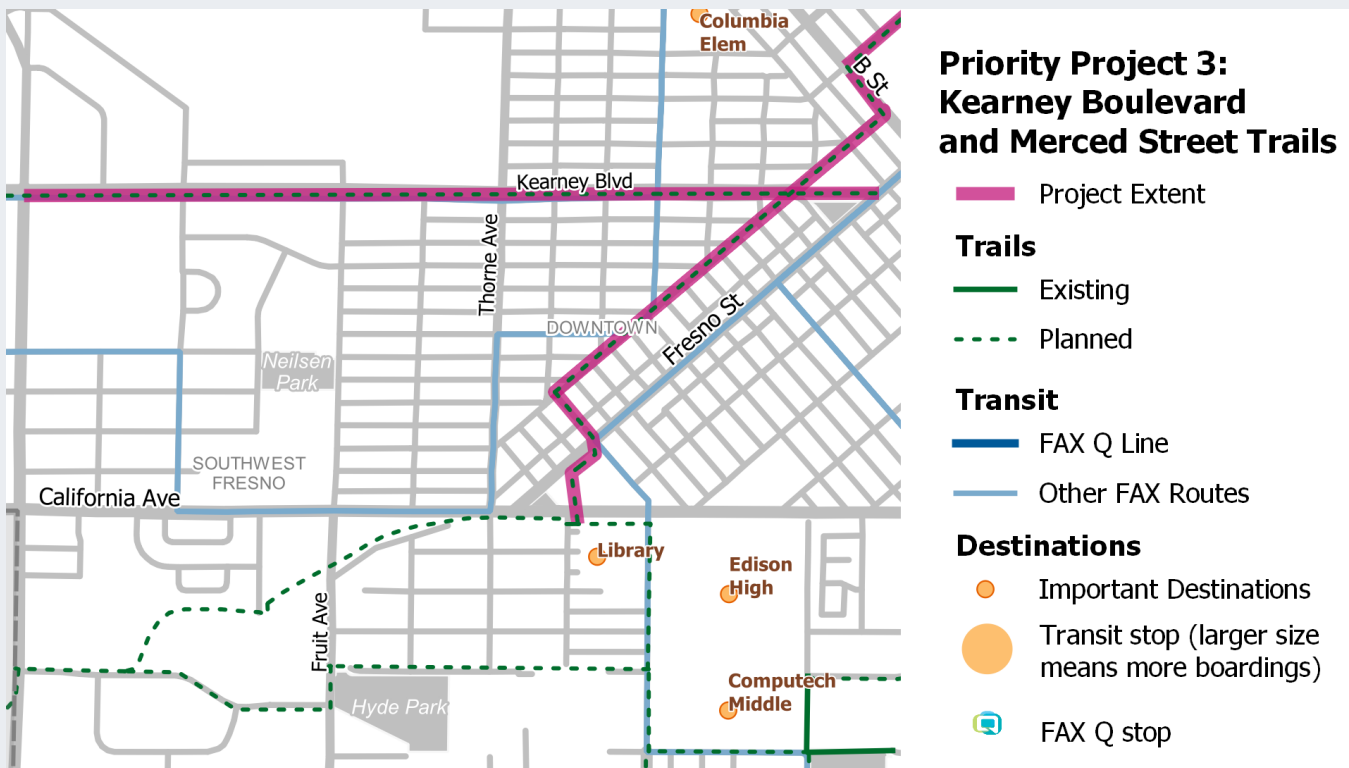 Columbia
Elem
B St
Kearney Blvd
Thorne Ave
DOWNTOWN
Fresno St
Neilsen
Park
SOUTHWEST
FRESNO
California Ave
Library
Edison
High
Fruit Ave
Computech
Middle
Hyde Park
Priority Project 3:
Kearney Boulevard
and Merced Street Trails
Project Extent
Trails
Existing
Planned
Transit
FAX Q Line
Other FAX Routes
Destinations
Important Destinations
Transit stop (larger size
means more boardings)
FAX Q stop